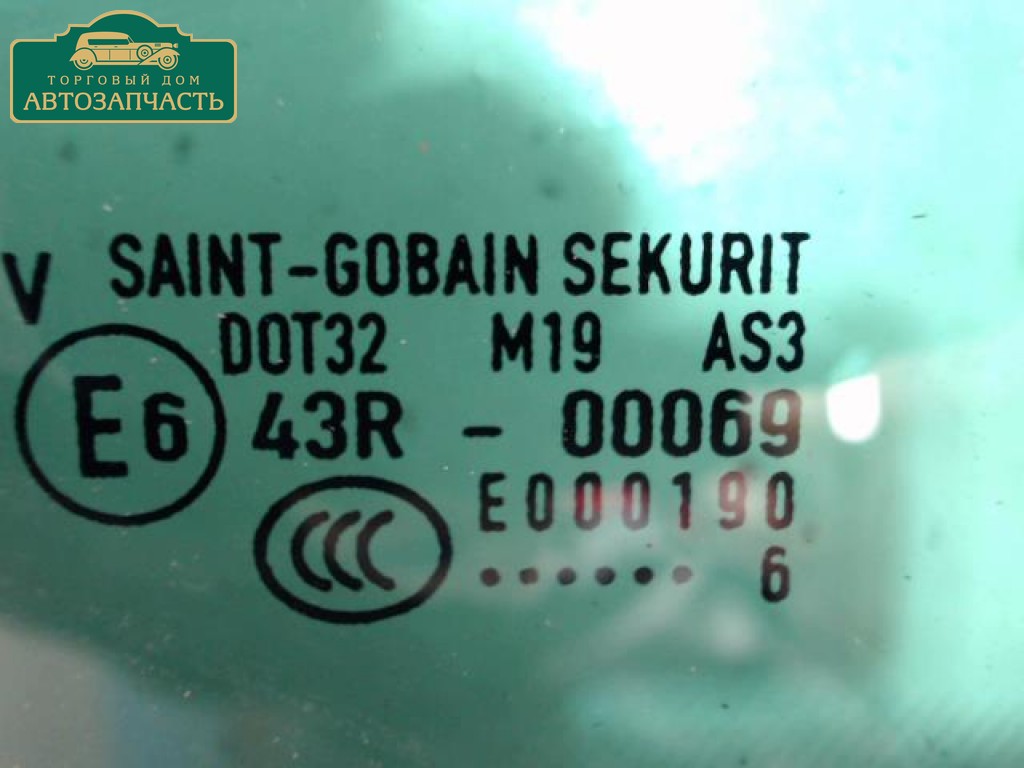 ТОРГОВЫЙ ДОМ
АВТОЗАПЧАСТЬ
V SAINT-GOBAIN SEKURIT
DOT32 M19 AS3
E6 43R - 00069
CCC E000190
...... 6